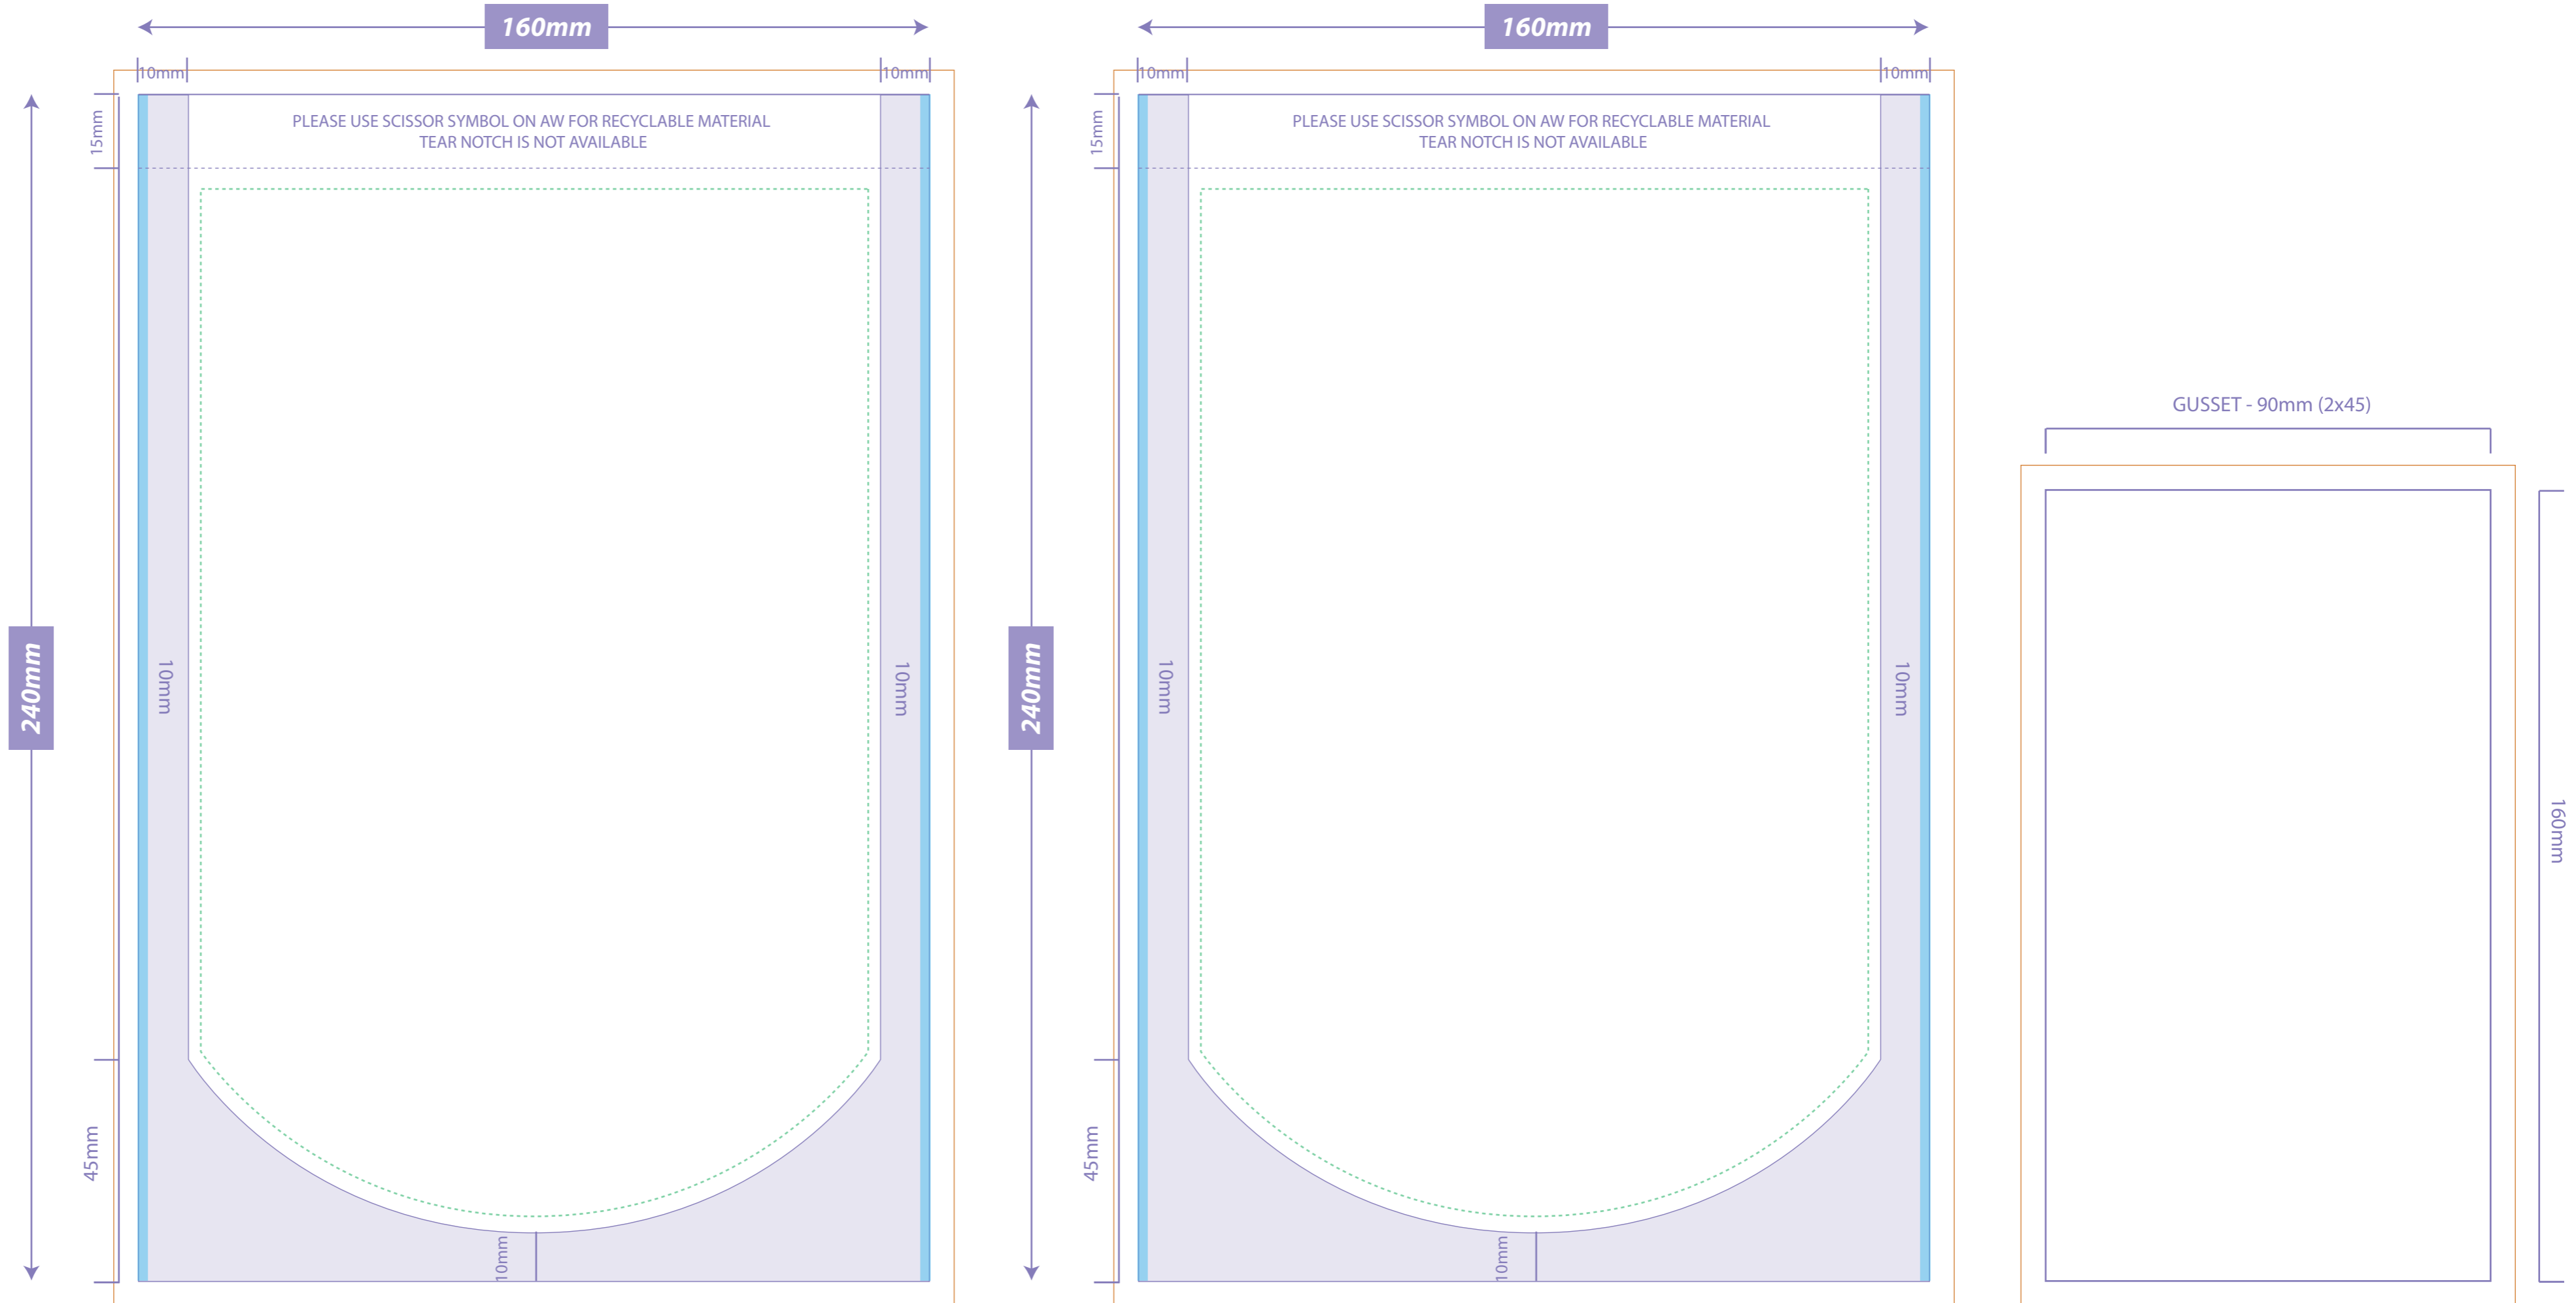 160mm
10mm
10mm
15mm
PLEASE USE SCISSOR SYMBOL ON AW FOR RECYCLABLE MATERIAL
TEAR NOTCH IS NOT AVAILABLE
240mm
10mm
10mm
45mm
10mm
160mm
10mm
10mm
15mm
PLEASE USE SCISSOR SYMBOL ON AW FOR RECYCLABLE MATERIAL
TEAR NOTCH IS NOT AVAILABLE
240mm
10mm
10mm
45mm
10mm
GUSSET - 90mm (2x45)
160mm